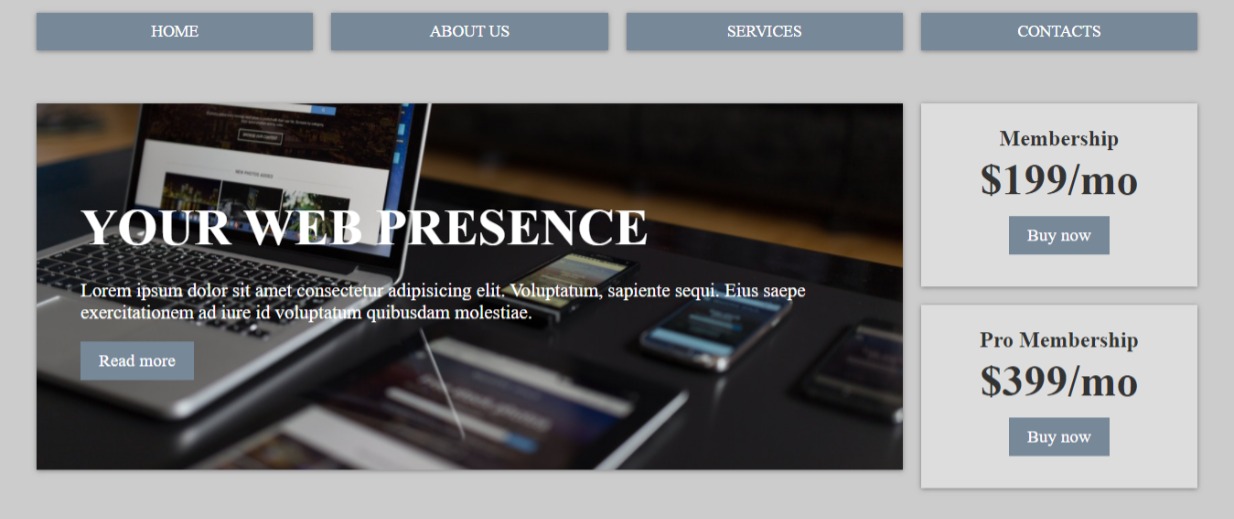 HOME
ABOUT US
SERVICES
CONTACTS
YOUR WEB PRESENCE
Lorem ipsum dolor sit amet consectetur adipisicing elit. Voluptatum, sapiente sequi. Eius saepe
exercitationem ad iure id voluptatum quibusdam molestiae.
Read more
Membership
$199/mo
Buy now
Pro Membership
$399/mo
Buy now